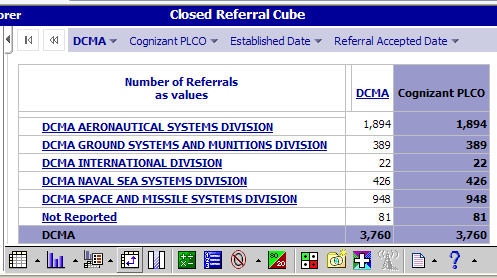 orer Closed Referral Cube
DCMA Cognizant PLCO Established Date Referral Accepted Date
Number of Referrals as values DCMA Cognizant PLCO
DCMA AERONAUTICAL SYSTEMS DIVISION 1,894 1,894
DCMA GROUND SYSTEMS AND MUNITIONS DIVISION 389 389
DCMA INTERNATIONAL DIVISION 22 22
DCMA NAVAL SEA SYSTEMS DIVISION 426 426
DCMA SPACE AND MISSILE SYSTEMS DIVISION 948 948
Not Reported 81 81
DCMA 3,760 3,760
80 20 ?